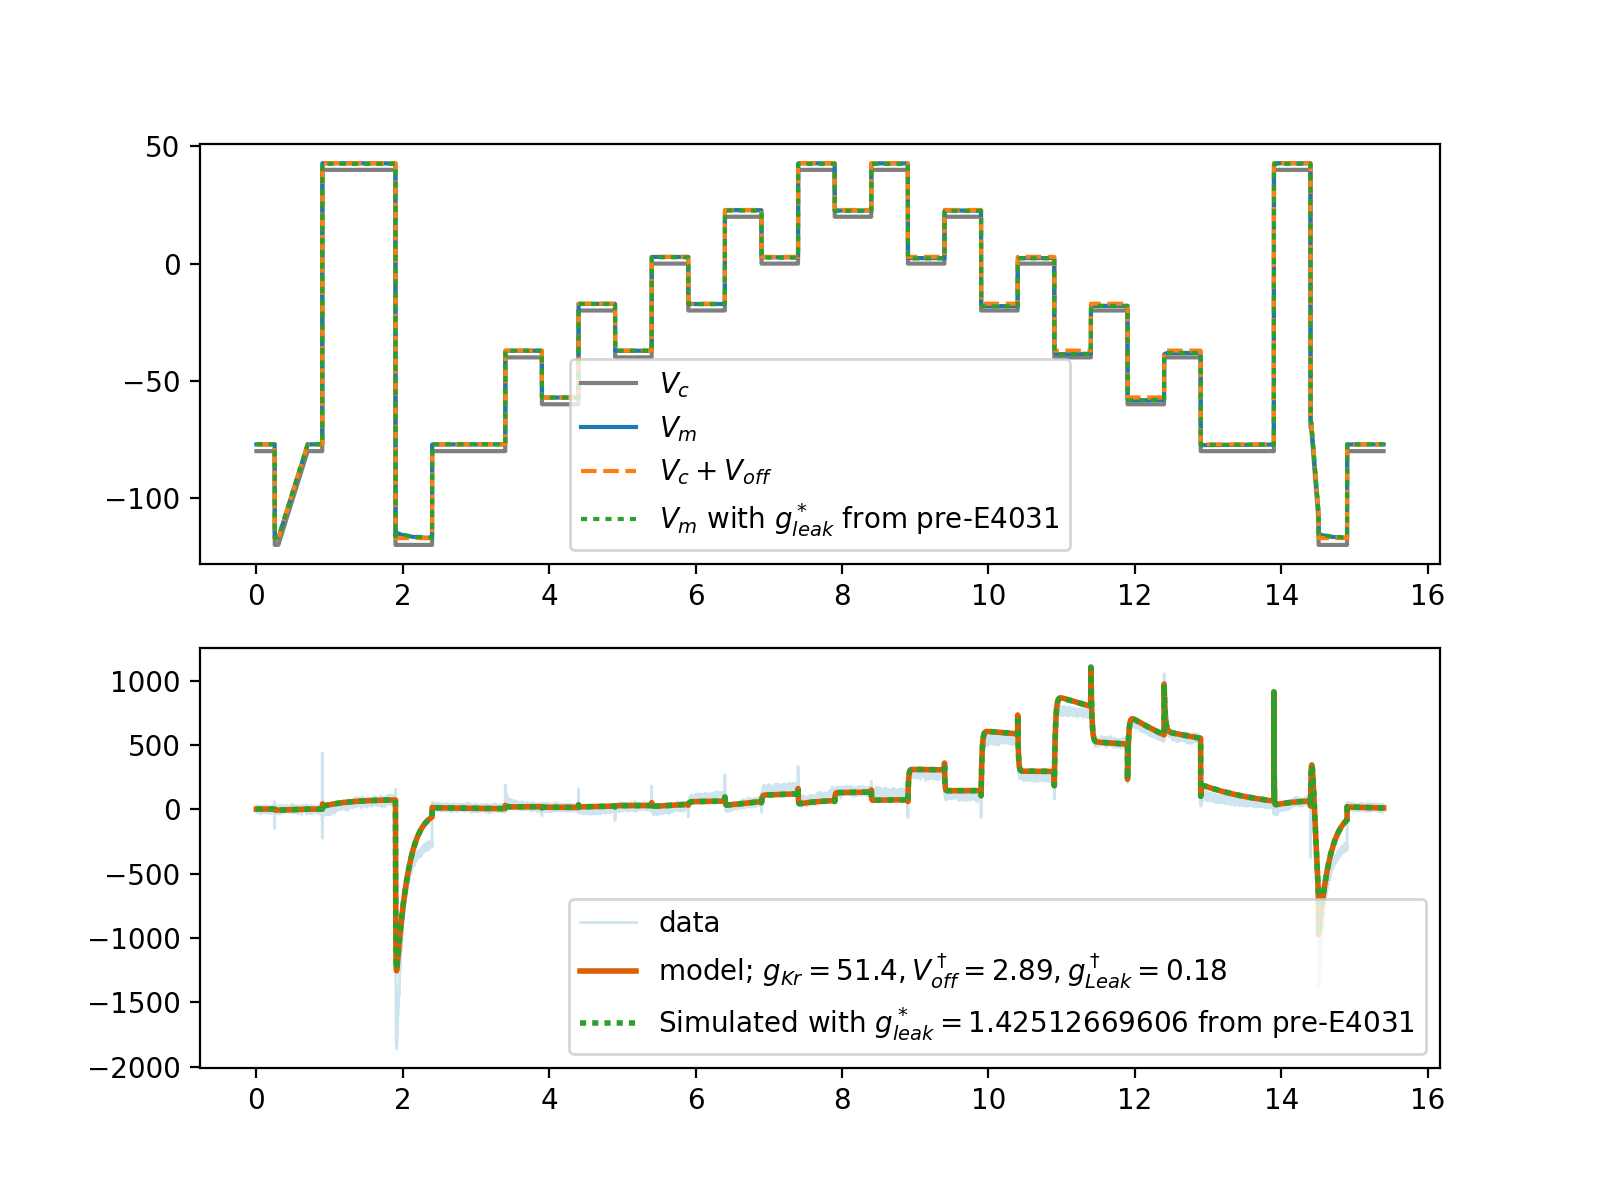 50
0
−50
−100
0 2 4 6 8 10 12 14 16
V_c
V_m
V_c + V_off
V_m with g*_leak from pre-E4031
1000
500
0
−500
−1000
−1500
−2000
0 2 4 6 8 10 12 14 16
data
model; g_Kr = 51.4, V†_off = 2.89, g†_Leak = 0.18
Simulated with g*_leak = 1.42512669606 from pre-E4031